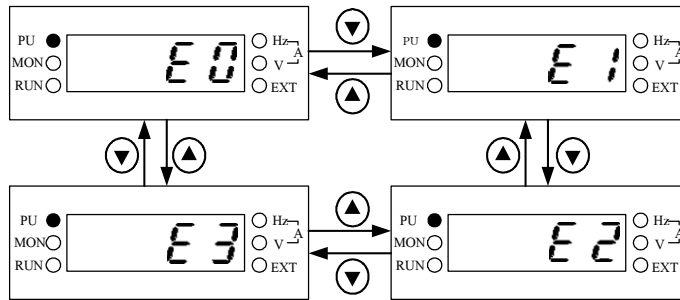 PU MON RUN E0 Hz V A EXT
PU MON RUN E1 Hz V A EXT
PU MON RUN E3 Hz V A EXT
PU MON RUN E2 Hz V A EXT